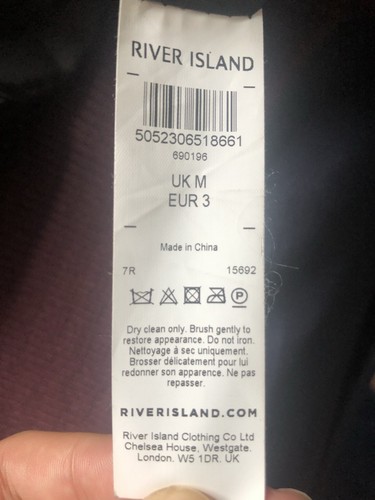 RIVER ISLAND
5052306518661
690196
UK M
EUR 3
Made in China
7R 15692
P
Dry clean only. Brush gently to
restore appearance. Do not iron.
Nettoyage à sec uniquement.
Brosser délicatement pour lui
redonner son apparence. Ne pas
repasser.
RIVERISLAND.COM
River Island Clothing Co Ltd
Chelsea House, Westgate.
London. W5 1DR. UK